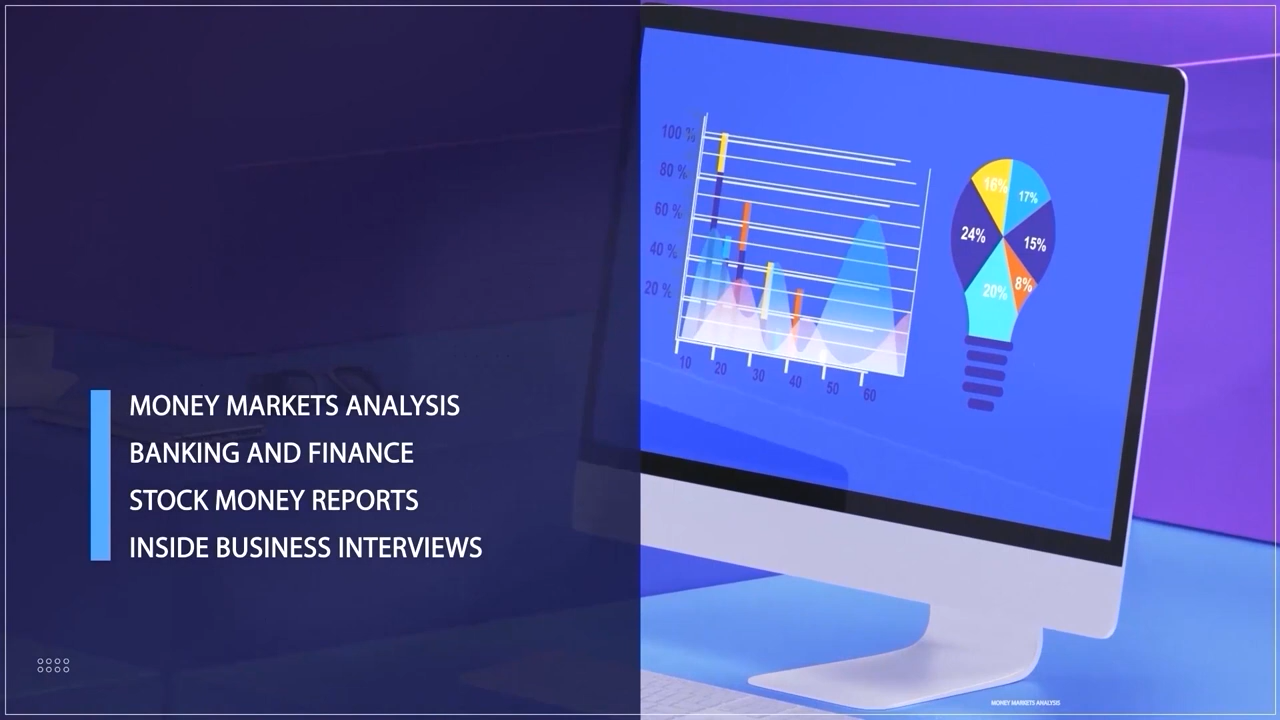 MONEY MARKETS ANALYSIS
BANKING AND FINANCE
STOCK MONEY REPORTS
INSIDE BUSINESS INTERVIEWS
100 %
80 %
60 %
40 %
20 %
10 20 30 40 50 60
16% 17%
24% 15%
20% 8%
MONEY MARKETS ANALYSIS